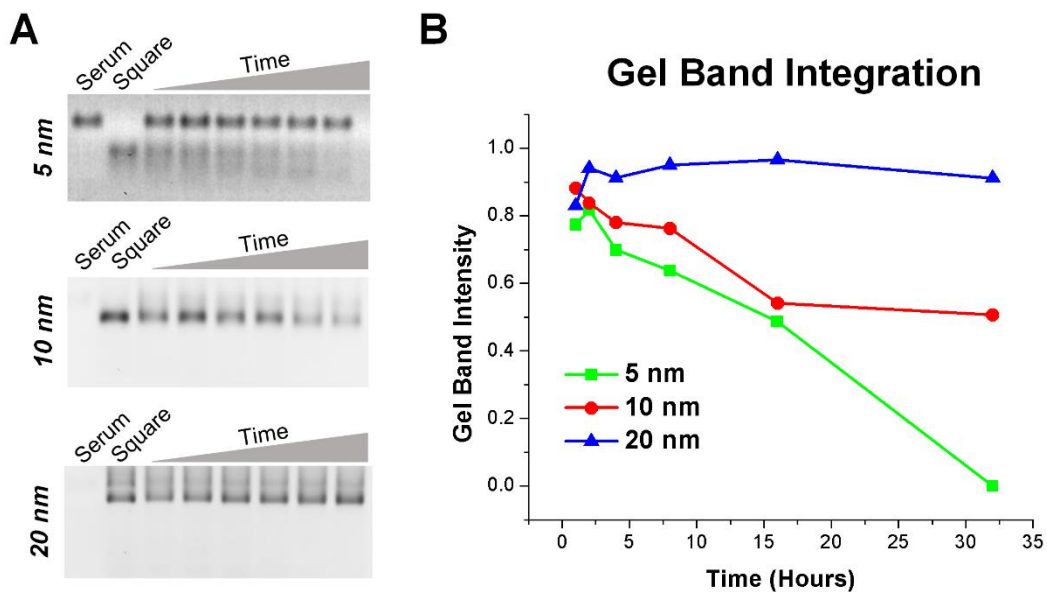 A
Serum
Square
Time
5 nm
Serum
Square
Time
10 nm
Serum
Square
Time
20 nm
B
Gel Band Integration
Gel Band Intensity
1.0
0.8
0.6
0.4
0.2
0.0
5 nm
10 nm
20 nm
0 5 10 15 20 25 30 35
Time (Hours)